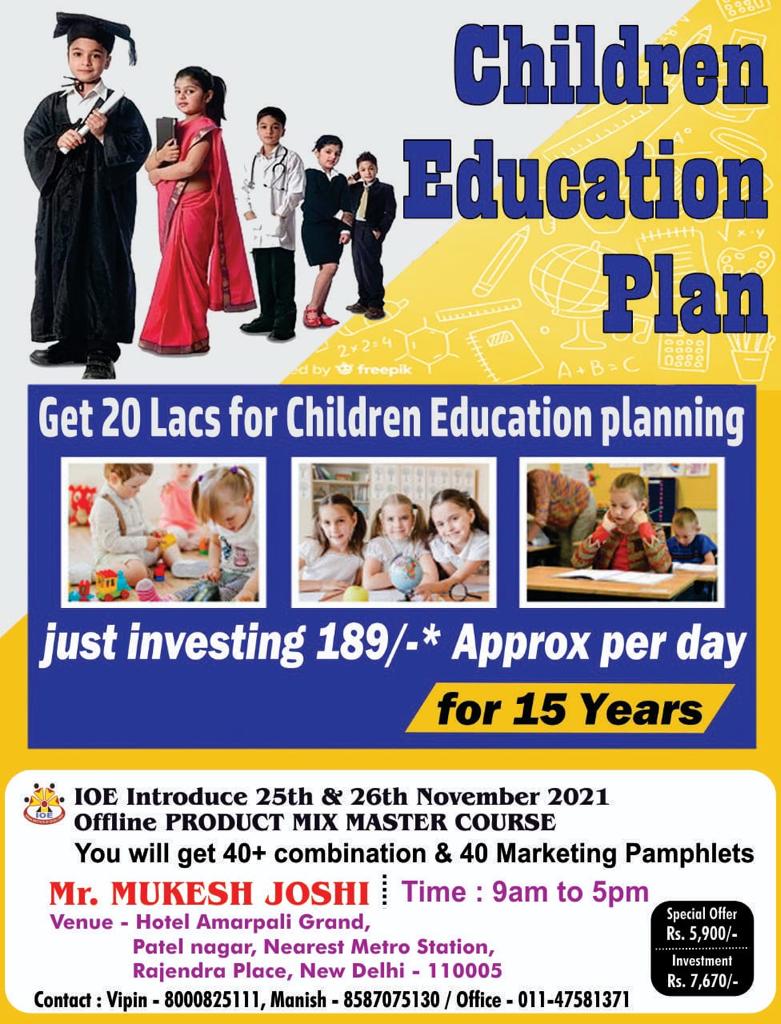 Children
Education
Plan
2×2=4
x-y
A+B=C
ed by freepik
Get 20 Lacs for Children Education planning
just investing 189/-* Approx per day
for 15 Years
IOE
IOE Introduce 25th & 26th November 2021
Offline PRODUCT MIX MASTER COURSE
You will get 40+ combination & 40 Marketing Pamphlets
Mr. MUKESH JOSHI
Time : 9am to 5pm
Venue - Hotel Amarpali Grand,
Patel nagar, Nearest Metro Station,
Rajendra Place, New Delhi - 110005
Special Offer
Rs. 5,900/-
Investment
Rs. 7,670/-
Contact : Vipin - 8000825111, Manish - 8587075130 / Office - 011-47581371